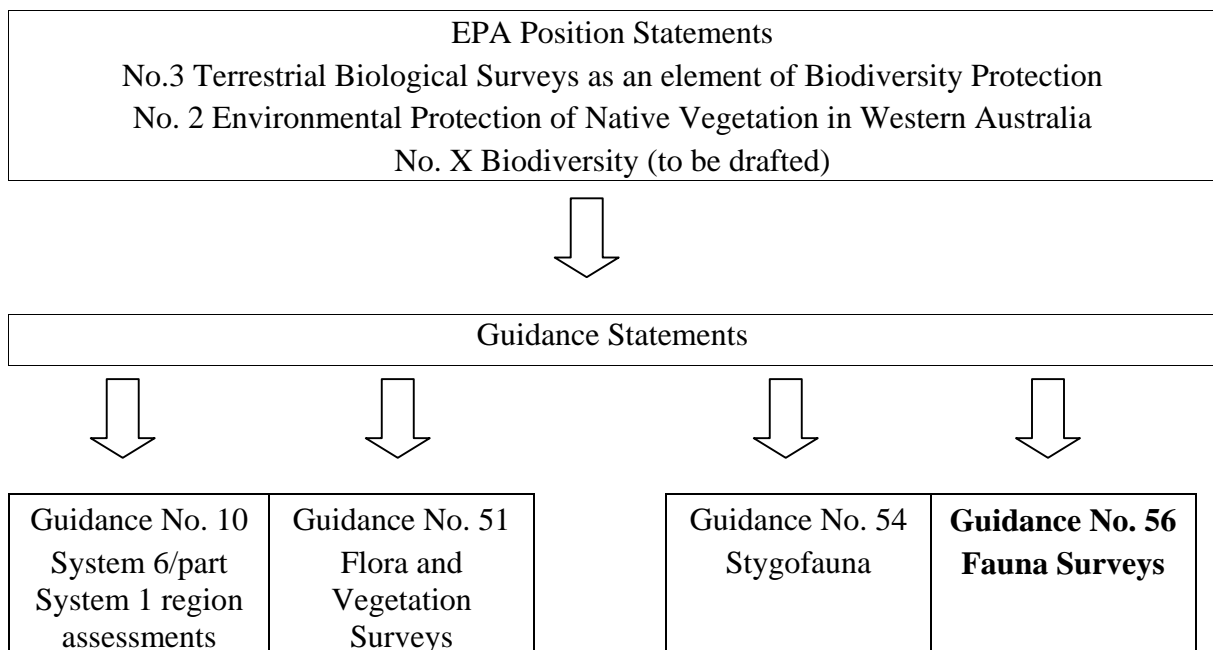 EPA Position Statements
No.3 Terrestrial Biological Surveys as an element of Biodiversity Protection
No. 2 Environmental Protection of Native Vegetation in Western Australia
No. X Biodiversity (to be drafted)
Guidance Statements
Guidance No. 10
System 6/part
System 1 region
assessments
Guidance No. 51
Flora and
Vegetation
Surveys
Guidance No. 54
Stygofauna
Guidance No. 56
Fauna Surveys